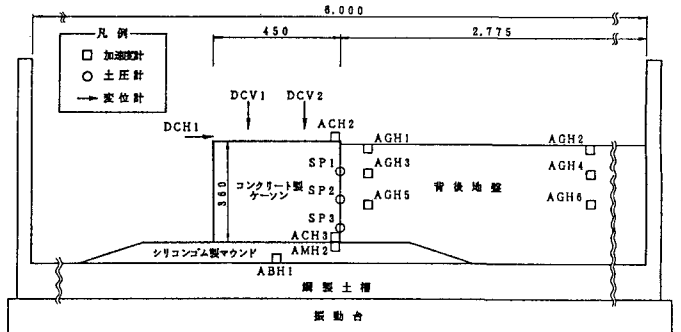 6.000
凡 例
加速度計
土圧計
変位計
450
2.775
DCV1
DCV2
DCH1
ACH2
AGH1
AGH2
SP1
AGH3
AGH4
360
コンクリート製
ケーソン
背後地盤
SP2
AGH5
AGH6
SP3
ACH3
シリコンゴム製マウンド
AMH2
ABH1
鋼製土槽
振動台